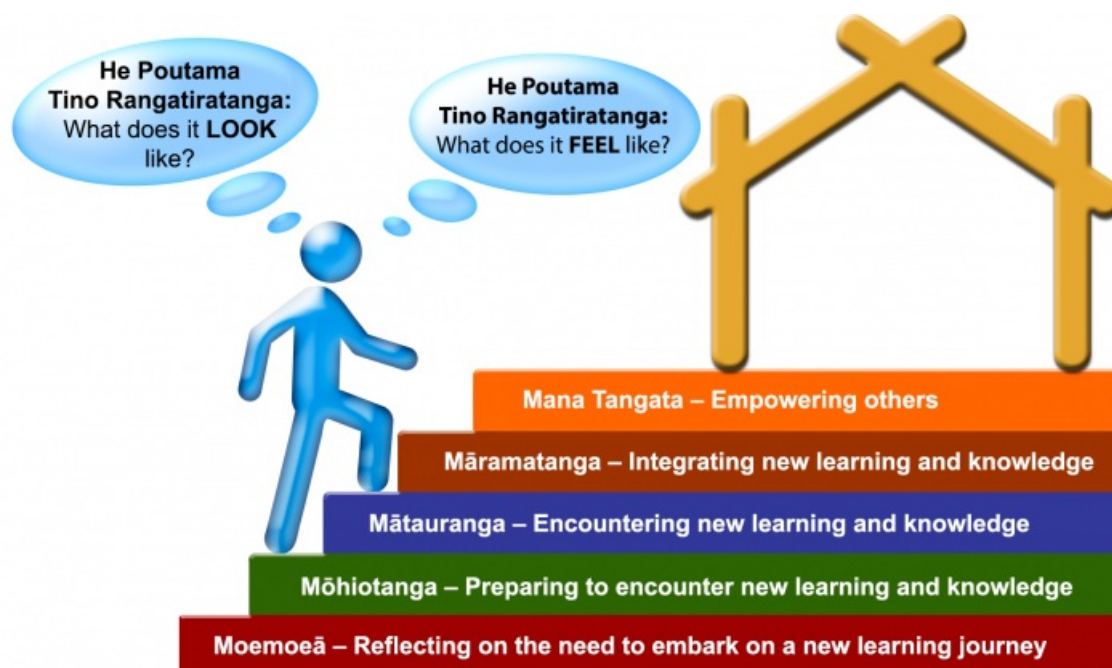 He Poutama
Tino Rangatiratanga:
What does it LOOK
like?
He Poutama
Tino Rangatiratanga:
What does it FEEL like?
Mana Tangata – Empowering others
Māramatanga – Integrating new learning and knowledge
Mātauranga – Encountering new learning and knowledge
Mōhiotanga – Preparing to encounter new learning and knowledge
Moemoeā – Reflecting on the need to embark on a new learning journey